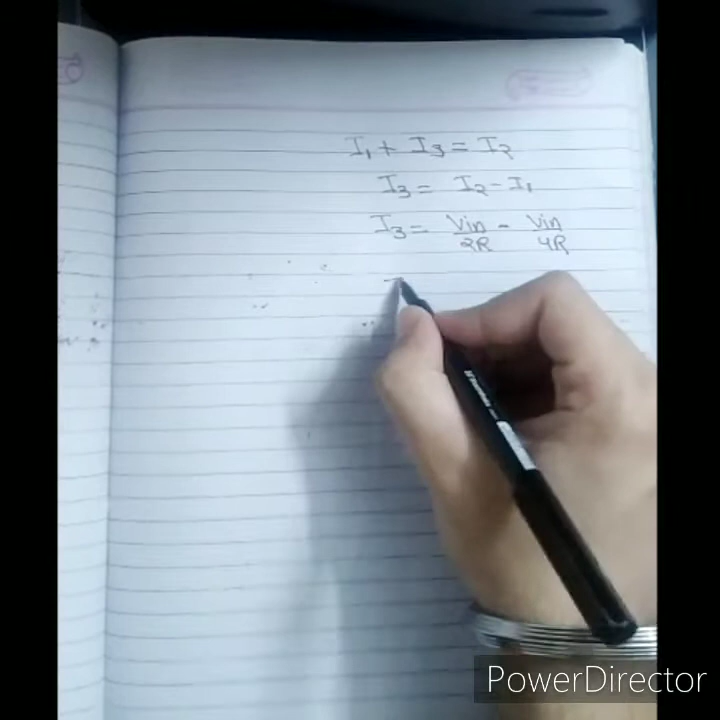 I₁ + I₃ = I₂
I₃ = I₂ - I₁
I₃ = Vin/2R - Vin/4R
PowerDirector